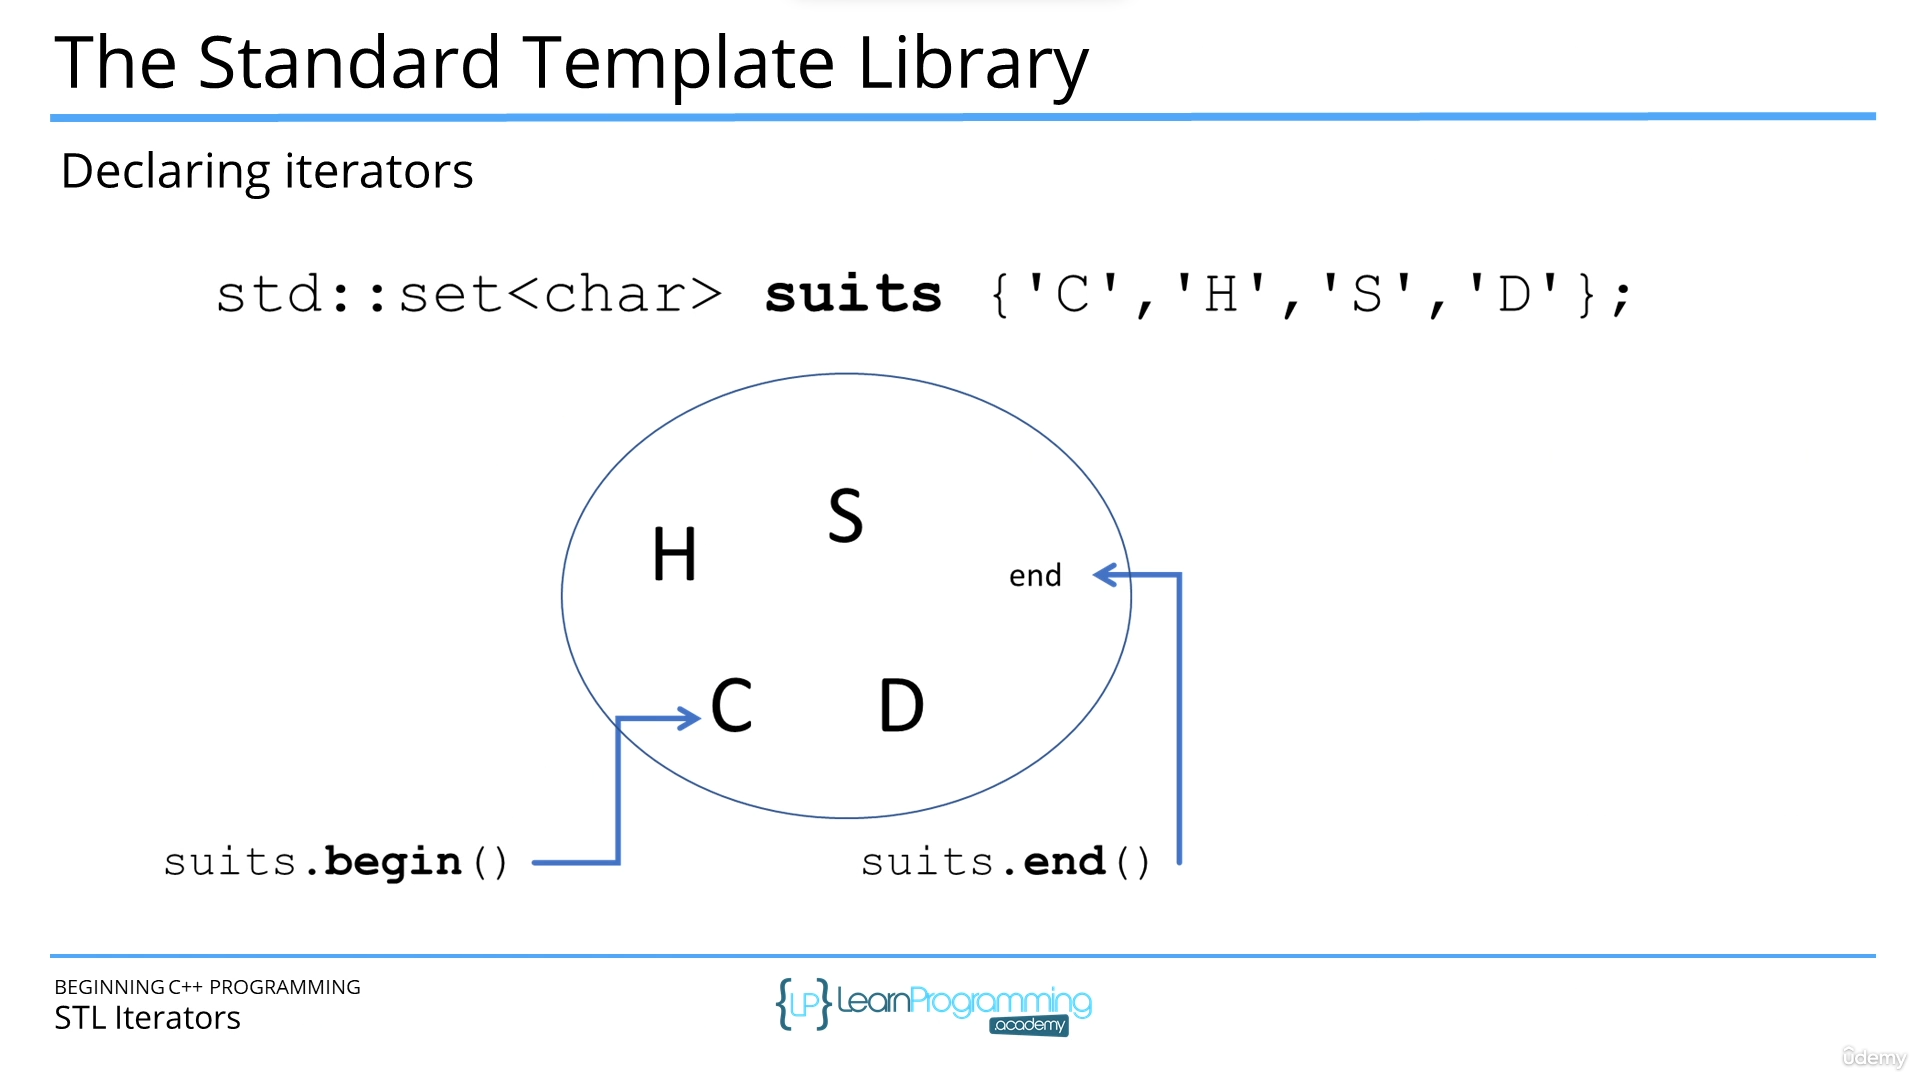 The Standard Template Library
Declaring iterators
std::set<char> suits {'C','H','S','D'};
S
H
end
C D
suits.begin() suits.end()
BEGINNING C++ PROGRAMMING
STL Iterators
{LP} LearnProgramming
.academy
ûdemy